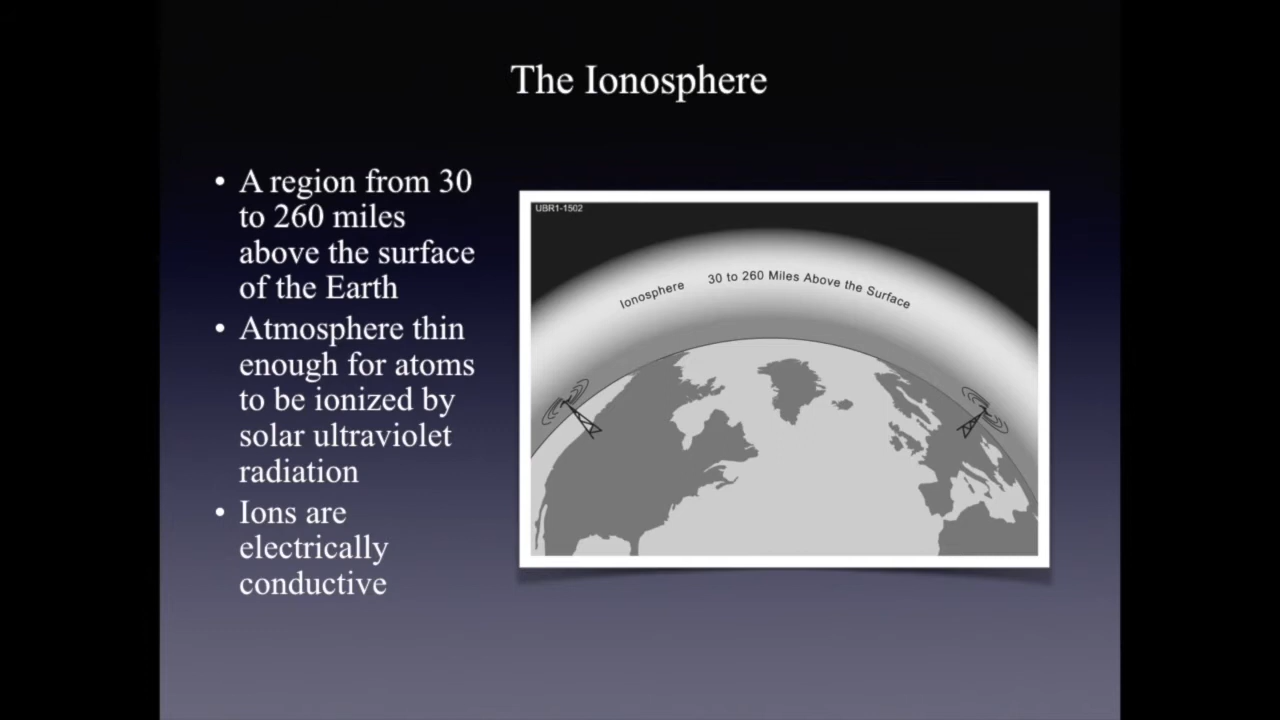 The Ionosphere
• A region from 30
to 260 miles
above the surface
of the Earth
• Atmosphere thin
enough for atoms
to be ionized by
solar ultraviolet
radiation
• Ions are
electrically
conductive
UBR1-1502
Ionosphere 30 to 260 Miles Above the Surface